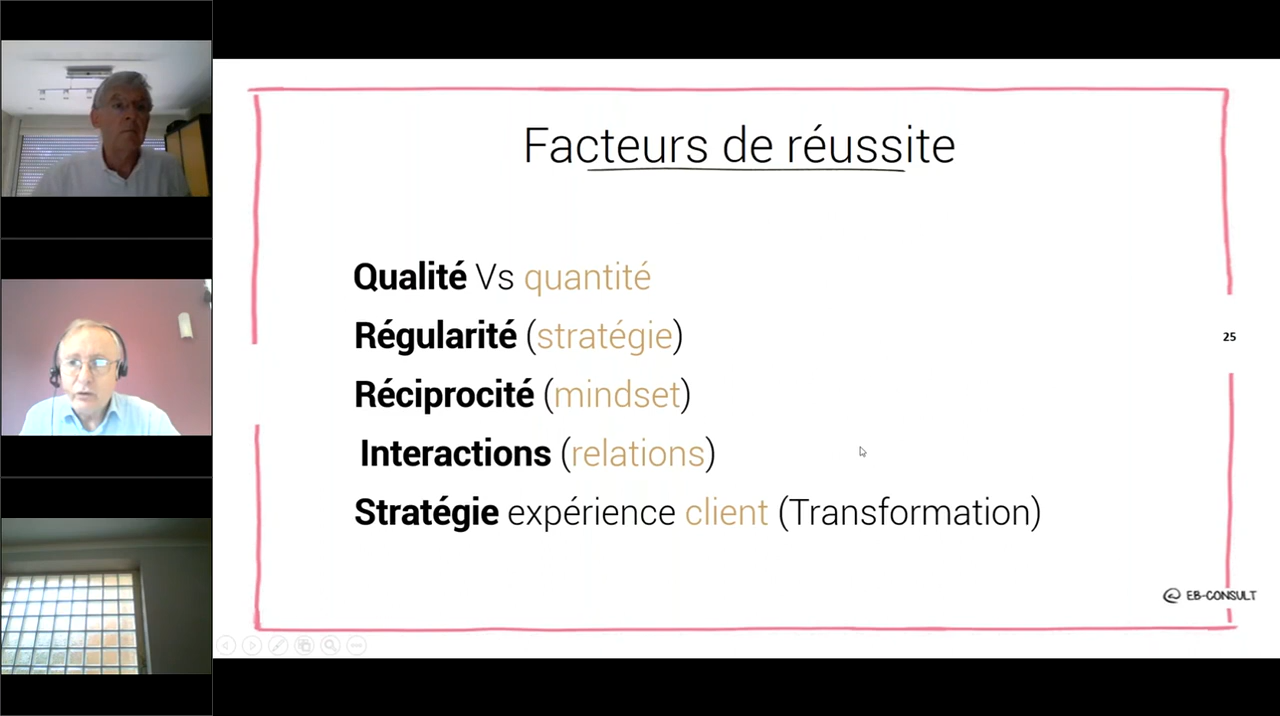 Facteurs de réussite
Qualité Vs quantité
Régularité (stratégie)
25
Réciprocité (mindset)
Interactions (relations)
Stratégie expérience client (Transformation)
@ EB-CONSULT